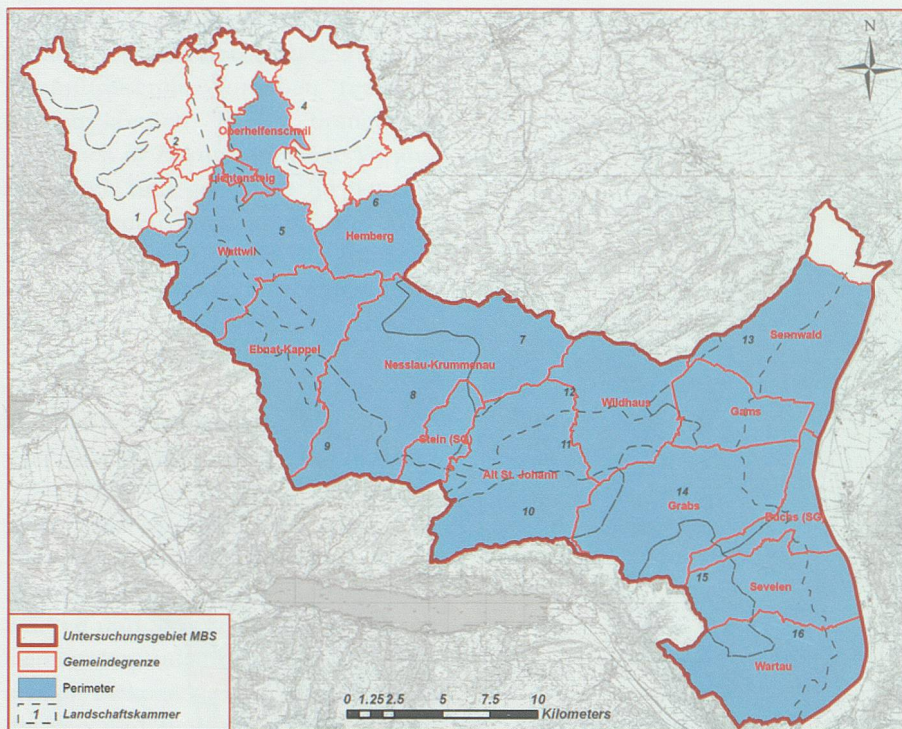 N
4
Oberhelfenschwil
2
Lichtensteig
6
1
5
Hemberg
Wattwil
13
Sennwald
7
Ebnat-Kappel
Nesslau-Krummenau
12
8
Wildhaus
Gams
Stein (SG)
9
11
Alt St. Johann
14
Grabs
10
Buchs (SG)
15
Sevelen
16
Wartau
Untersuchungsgebiet MBS
Gemeindegrenze
Perimeter
1 Landschaftskammer
0 1.25 2.5 5 7.5 10
Kilometers